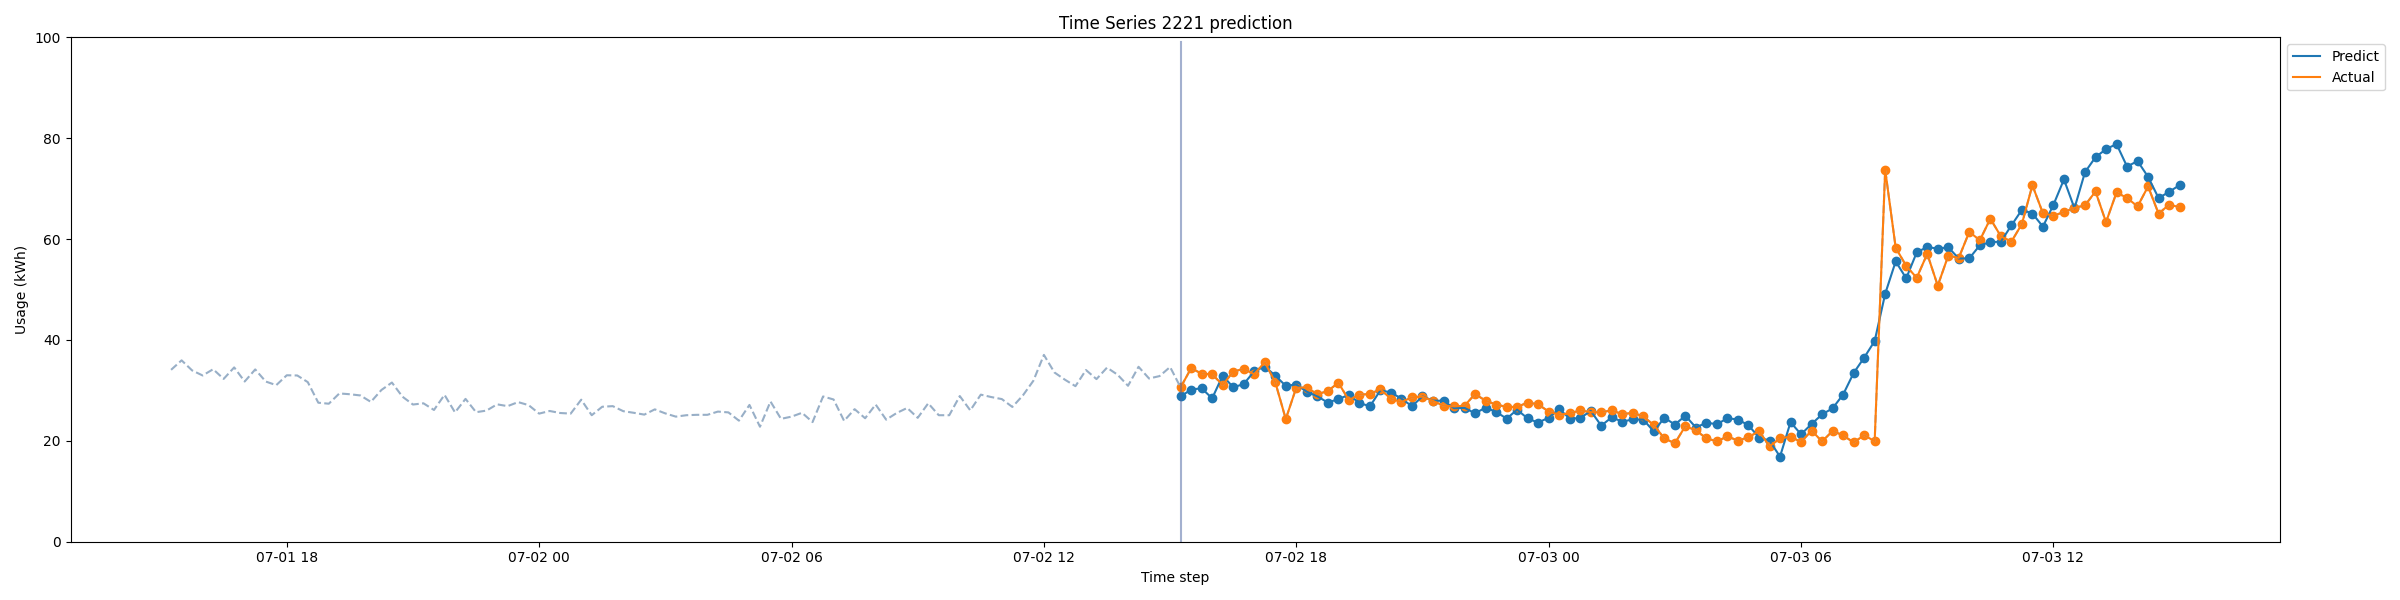 Time Series 2221 prediction
100
80
60
40
20
0
Usage (kWh)
07-01 18
07-02 00
07-02 06
07-02 12
07-02 18
07-03 00
07-03 06
07-03 12
Time step
Predict
Actual